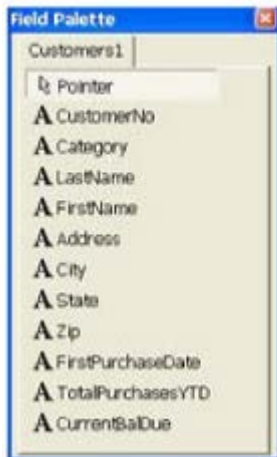 Field Palette
Customers1
Pointer
A CustomerNo
A Category
A LastName
A FirstName
A Address
A City
A State
A Zip
A FirstPurchaseDate
A TotalPurchasesYTD
A CurrentBalDue